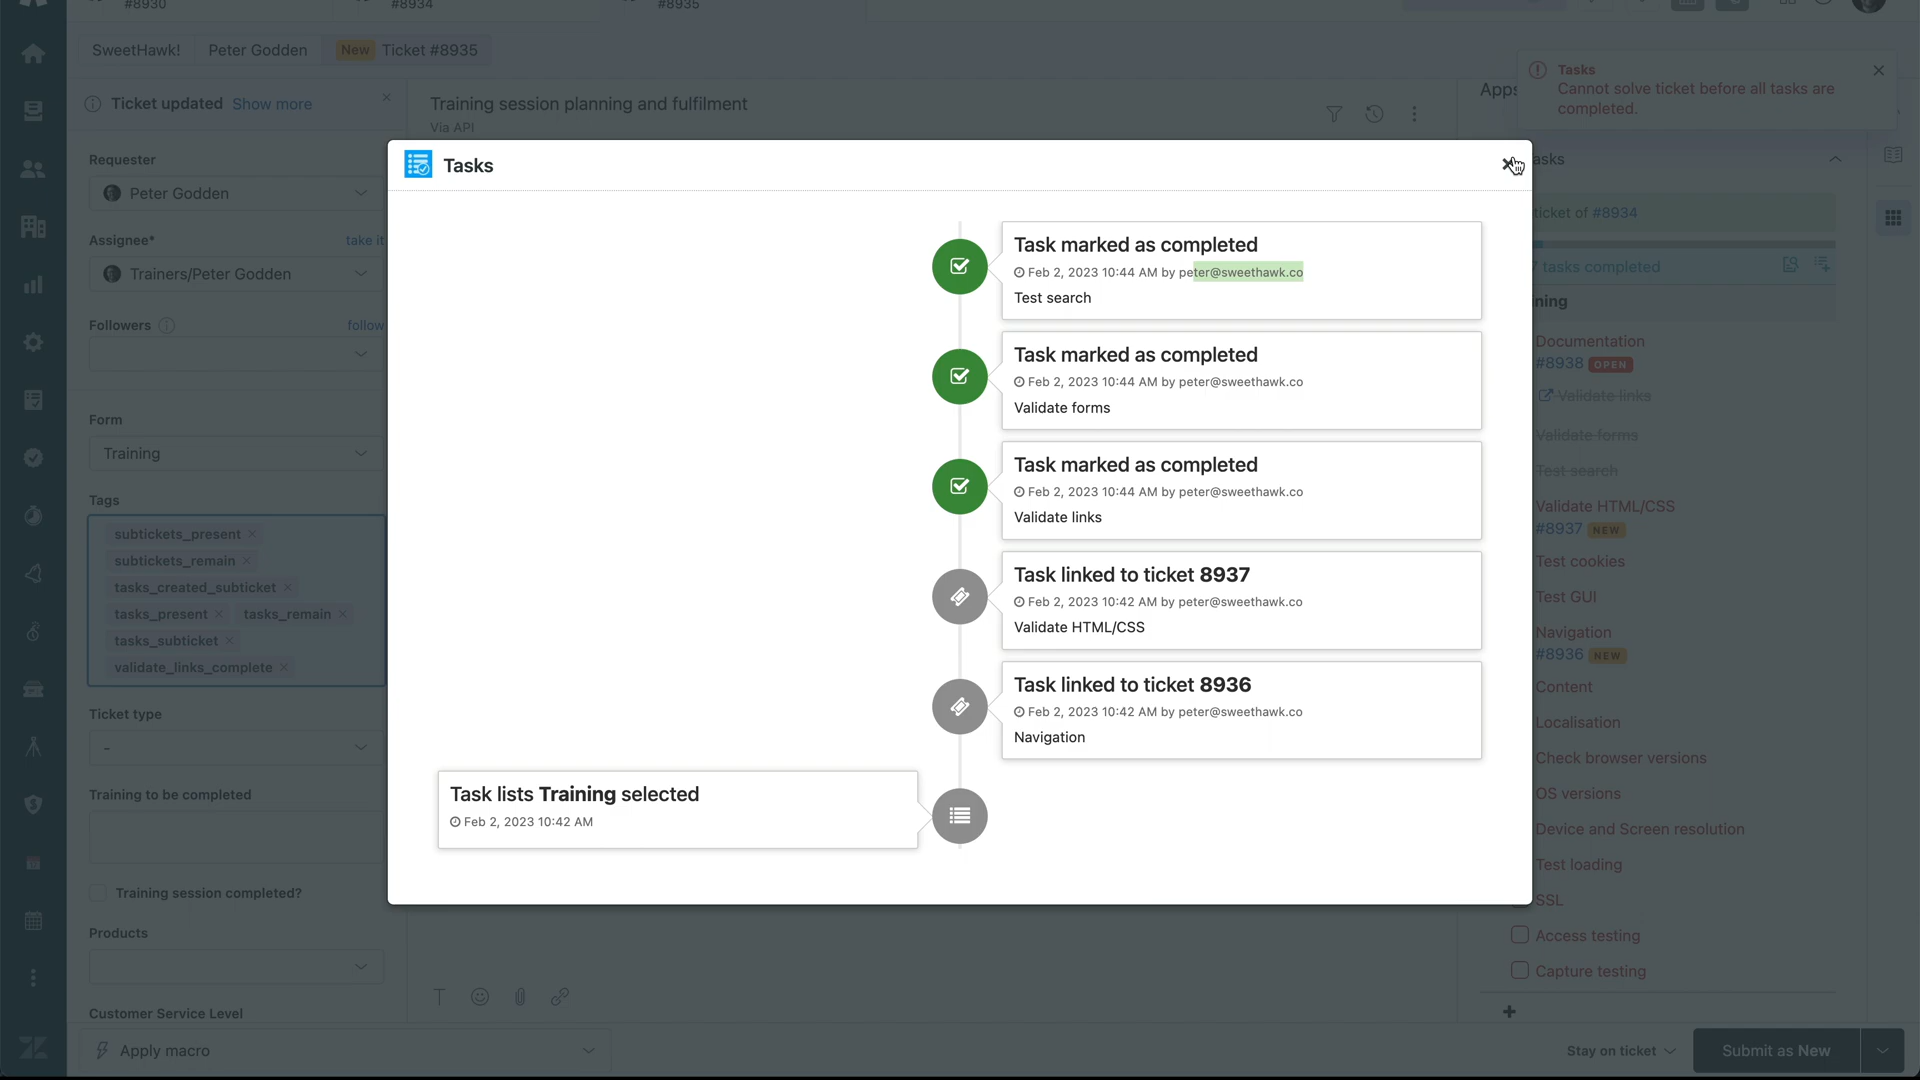 #8930
#8934
#8935
SweetHawk!
Peter Godden
New Ticket #8935
Ticket updated Show more
Training session planning and fulfilment
Via API
Apps
Tasks
Cannot solve ticket before all tasks are
completed.
Requester
Peter Godden
Assignee*
take it
Trainers/Peter Godden
Followers
follow
Form
Training
Tags
subtickets_present
subtickets_remain
tasks_created_subticket
tasks_present
tasks_remain
tasks_subticket
validate_links_complete
Ticket type
-
Training to be completed
Training session completed?
Products
Customer Service Level
Apply macro
Tasks
Task marked as completed
Feb 2, 2023 10:44 AM by peter@sweethawk.co
Test search
Task marked as completed
Feb 2, 2023 10:44 AM by peter@sweethawk.co
Validate forms
Task marked as completed
Feb 2, 2023 10:44 AM by peter@sweethawk.co
Validate links
Task linked to ticket 8937
Feb 2, 2023 10:42 AM by peter@sweethawk.co
Validate HTML/CSS
Task linked to ticket 8936
Feb 2, 2023 10:42 AM by peter@sweethawk.co
Navigation
Task lists Training selected
Feb 2, 2023 10:42 AM
asks
ticket of #8934
7 tasks completed
ning
Documentation
#8938 OPEN
Validate links
Validate forms
Test search
Validate HTML/CSS
#8937 NEW
Test cookies
Test GUI
Navigation
#8936 NEW
Content
Localisation
Check browser versions
OS versions
Device and Screen resolution
Test loading
SSL
Access testing
Capture testing
Stay on ticket
Submit as New